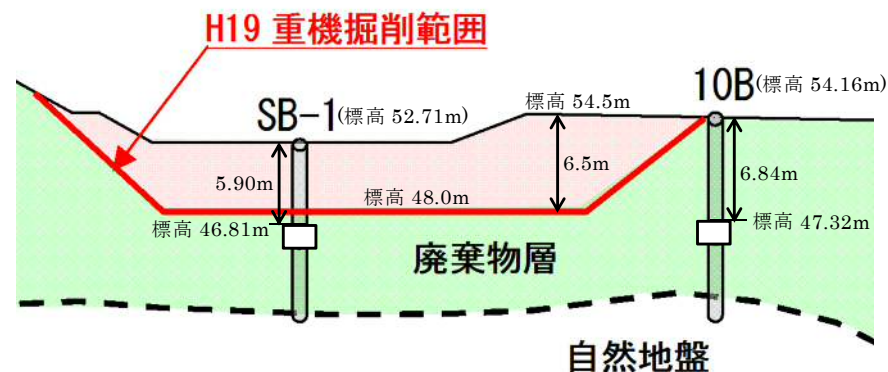 H19 重機掘削範囲
SB-1(標高 52.71m)
標高 54.5m
10B(標高 54.16m)
5.90m
標高 48.0m
6.5m
6.84m
標高 46.81m
標高 47.32m
廃棄物層
自然地盤